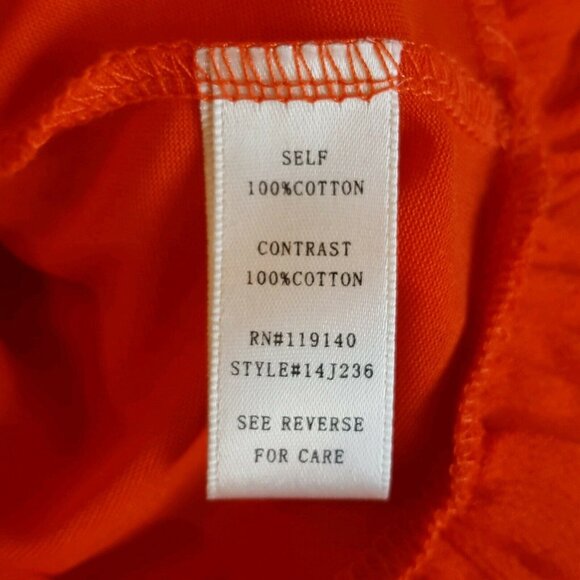 SELF
100%COTTON
CONTRAST
100%COTTON
RN#119140
STYLE#14J236
SEE REVERSE
FOR CARE